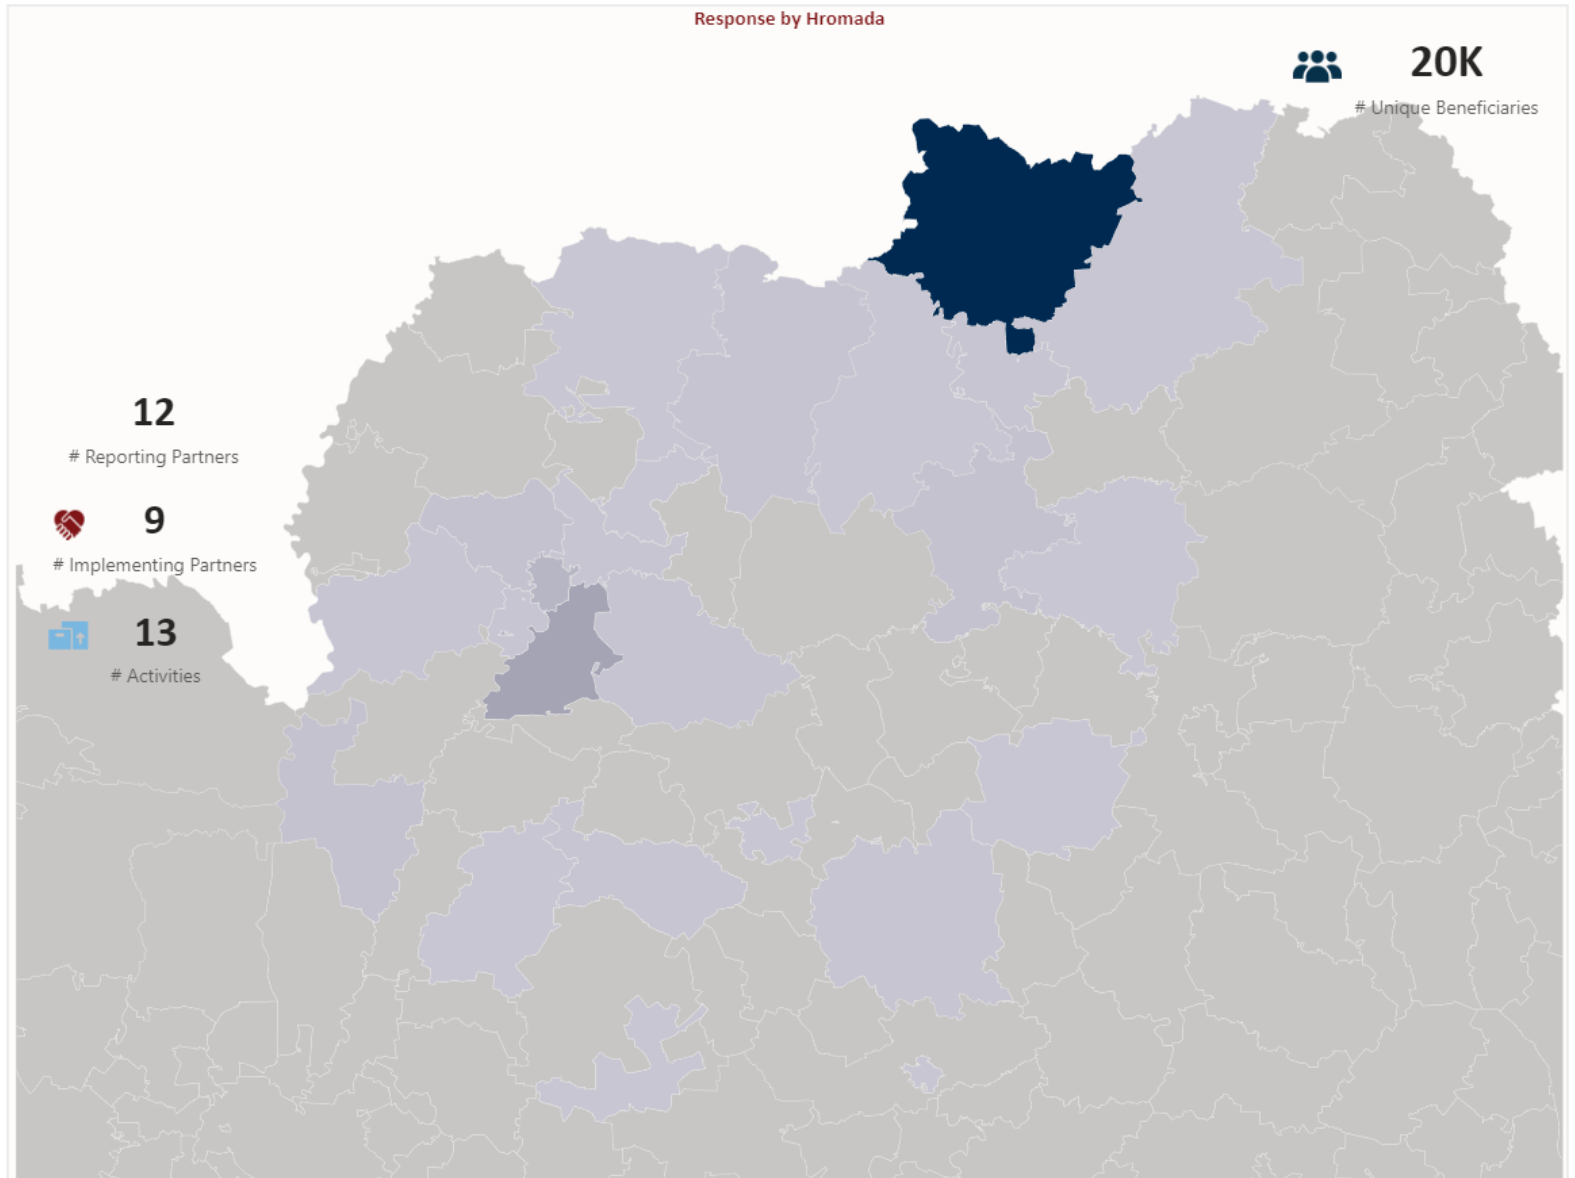 Response by Hromada
20K
# Unique Beneficiaries
12
# Reporting Partners
9
# Implementing Partners
13
# Activities